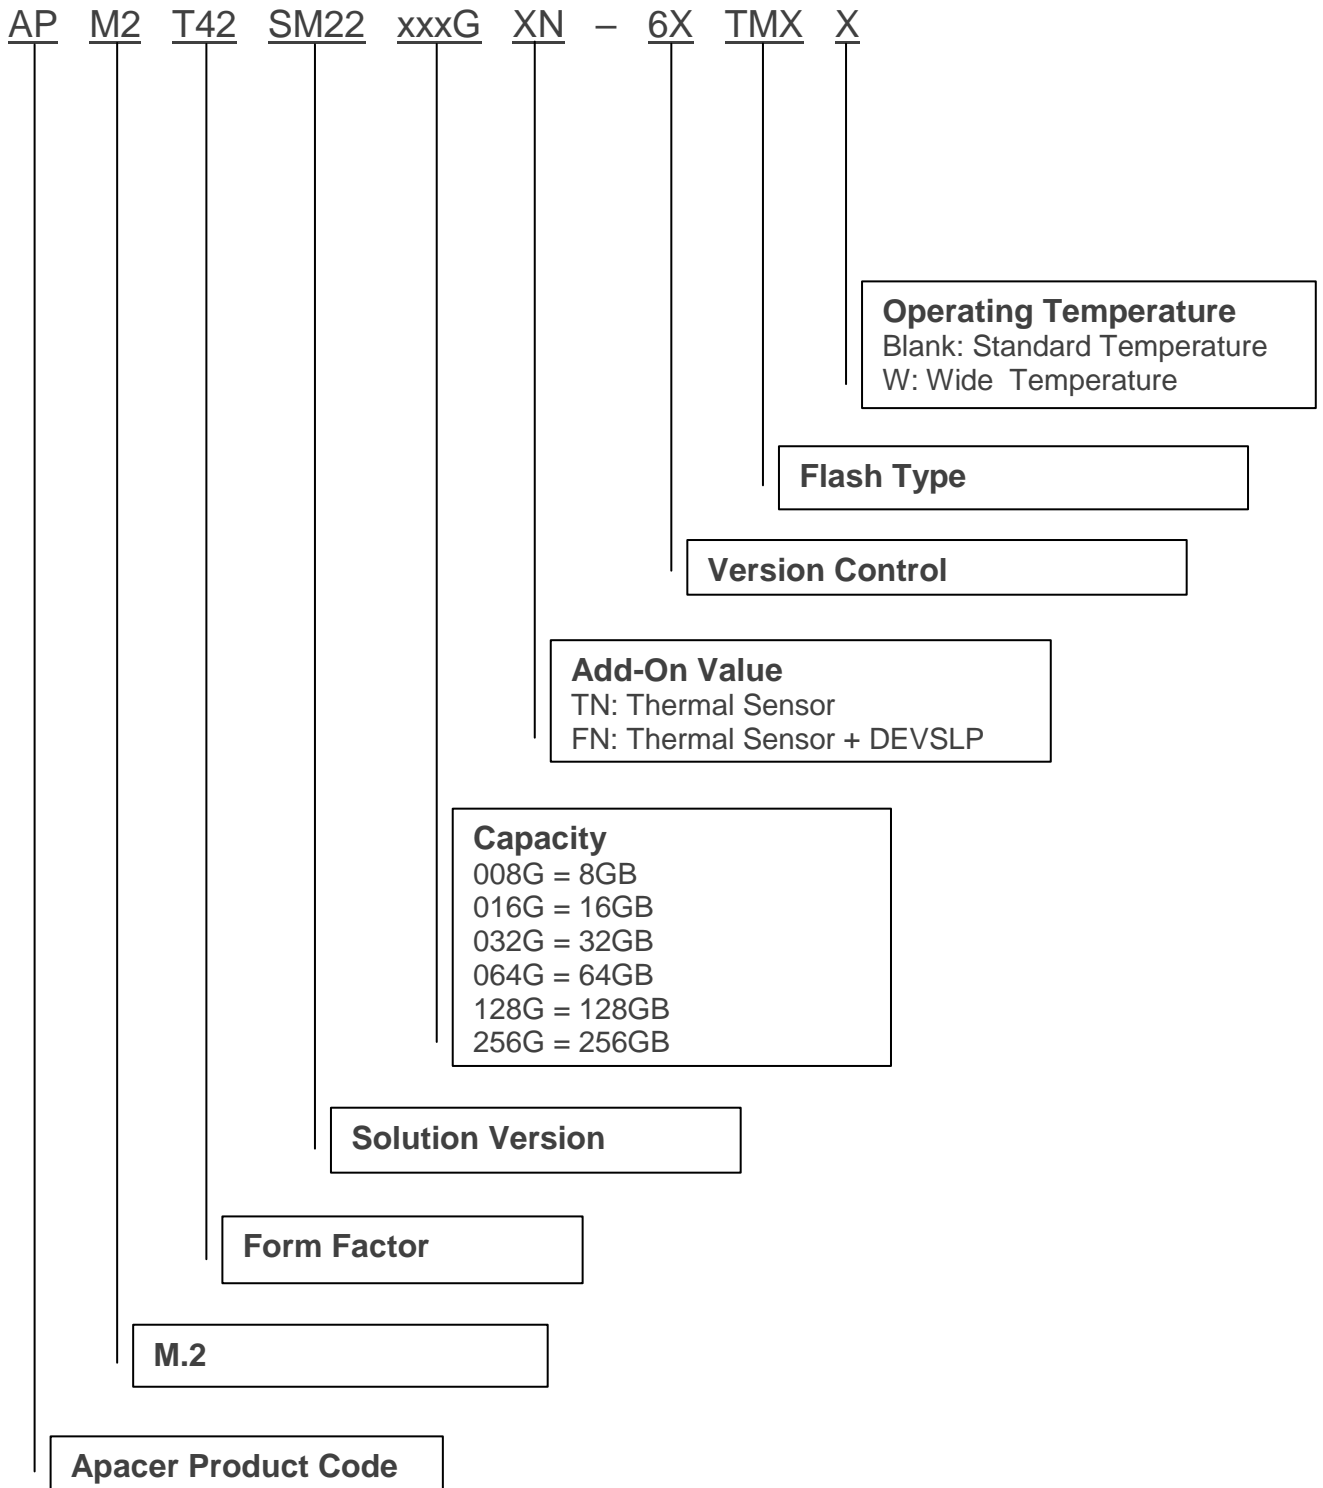 AP M2 T42 SM22 xxxG XN – 6X TMX X
Operating Temperature
Blank: Standard Temperature
W: Wide Temperature
Flash Type
Version Control
Add-On Value
TN: Thermal Sensor
FN: Thermal Sensor + DEVSLP
Capacity
008G = 8GB
016G = 16GB
032G = 32GB
064G = 64GB
128G = 128GB
256G = 256GB
Solution Version
Form Factor
M.2
Apacer Product Code